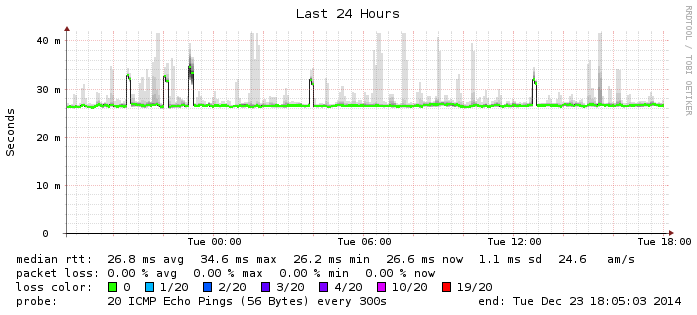 Last 24 Hours
RRDTOOL / TOBI OETIKER
Seconds
40 m
30 m
20 m
10 m
0
Tue 00:00 Tue 06:00 Tue 12:00 Tue 18:00
median rtt: 26.8 ms avg 34.6 ms max 26.2 ms min 26.6 ms now 1.1 ms sd 24.6 am/s
packet loss: 0.00 % avg 0.00 % max 0.00 % min 0.00 % now
loss color: 0 1/20 2/20 3/20 4/20 10/20 19/20
probe: 20 ICMP Echo Pings (56 Bytes) every 300s end: Tue Dec 23 18:05:03 2014